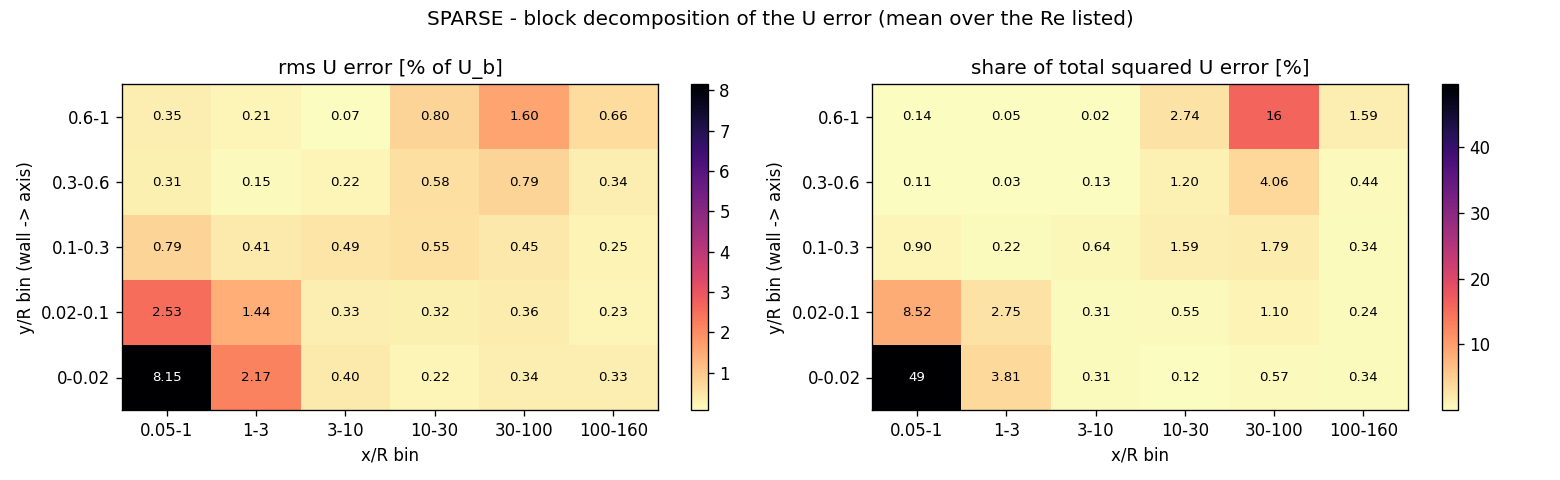 SPARSE - block decomposition of the U error (mean over the Re listed)
rms U error [% of U_b]
y/R bin (wall -> axis)
0.6-1 0.35 0.21 0.07 0.80 1.60 0.66
0.3-0.6 0.31 0.15 0.22 0.58 0.79 0.34
0.1-0.3 0.79 0.41 0.49 0.55 0.45 0.25
0.02-0.1 2.53 1.44 0.33 0.32 0.36 0.23
0-0.02 8.15 2.17 0.40 0.22 0.34 0.33
0.05-1 1-3 3-10 10-30 30-100 100-160
x/R bin
8
7
6
5
4
3
2
1
share of total squared U error [%]
y/R bin (wall -> axis)
0.6-1 0.14 0.05 0.02 2.74 16 1.59
0.3-0.6 0.11 0.03 0.13 1.20 4.06 0.44
0.1-0.3 0.90 0.22 0.64 1.59 1.79 0.34
0.02-0.1 8.52 2.75 0.31 0.55 1.10 0.24
0-0.02 49 3.81 0.31 0.12 0.57 0.34
0.05-1 1-3 3-10 10-30 30-100 100-160
x/R bin
40
30
20
10